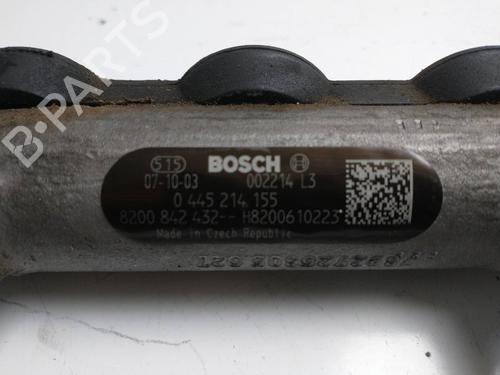 B-PARTS
515 BOSCH
07-10-03 002214 L3
0 445 214 155
8200 842 432-- H8200610223
Made in Czech Republic